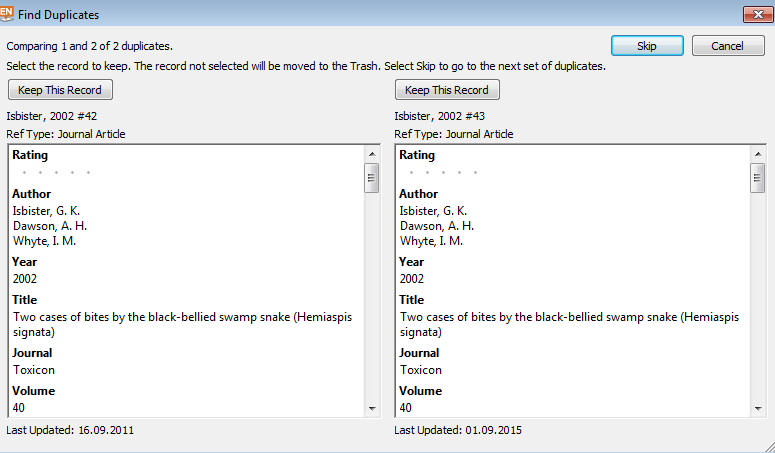 EN Find Duplicates
Comparing 1 and 2 of 2 duplicates.
Skip
Cancel
Select the record to keep. The record not selected will be moved to the Trash. Select Skip to go to the next set of duplicates.
Keep This Record
Isbister, 2002 #42
Ref Type: Journal Article
Rating
Author
Isbister, G. K.
Dawson, A. H.
Whyte, I. M.
Year
2002
Title
Two cases of bites by the black-bellied swamp snake (Hemiaspis
signata)
Journal
Toxicon
Volume
40
Last Updated: 16.09.2011
Keep This Record
Isbister, 2002 #43
Ref Type: Journal Article
Rating
Author
Isbister, G. K.
Dawson, A. H.
Whyte, I. M.
Year
2002
Title
Two cases of bites by the black-bellied swamp snake (Hemiaspis
signata)
Journal
Toxicon
Volume
40
Last Updated: 01.09.2015